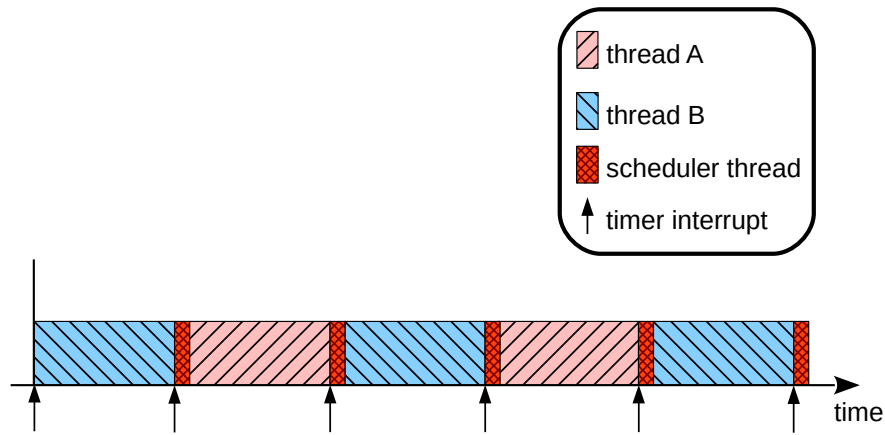 thread A
thread B
scheduler thread
timer interrupt
time